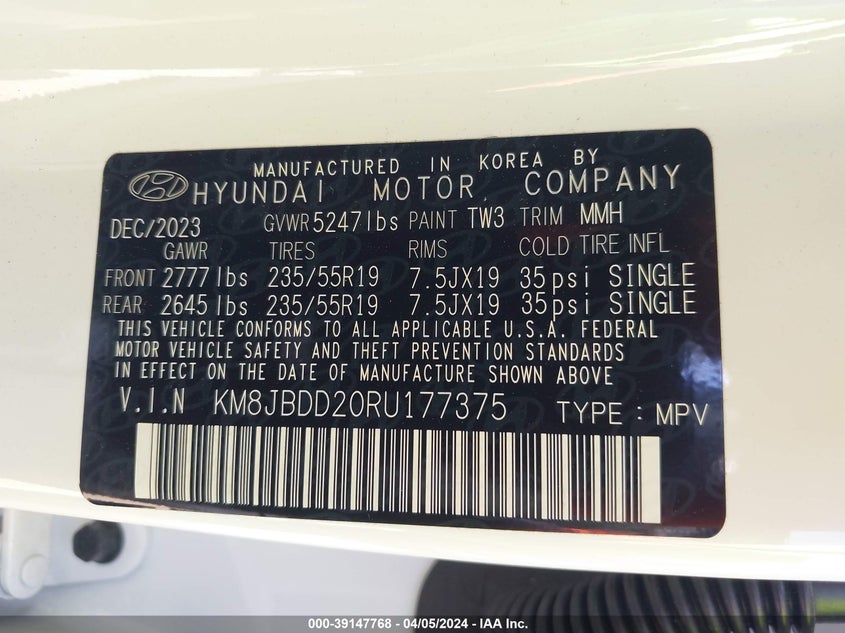 MANUFACTURED IN KOREA BY
HYUNDAI MOTOR COMPANY
DEC/2023 GVWR 5247lbs PAINT TW3 TRIM MMH
GAWR TIRES RIMS COLD TIRE INFL
FRONT 2777lbs 235/55R19 7.5JX19 35psi SINGLE
REAR 2645lbs 235/55R19 7.5JX19 35psi SINGLE
THIS VEHICLE CONFORMS TO ALL APPLICABLE U.S.A. FEDERAL
MOTOR VEHICLE SAFETY AND THEFT PREVENTION STANDARDS
IN EFFECT ON THE DATE OF MANUFACTURE SHOWN ABOVE
V.I.N KM8JBDD20RU177375 TYPE : MPV
000-39147768 - 04/05/2024 - IAA Inc.